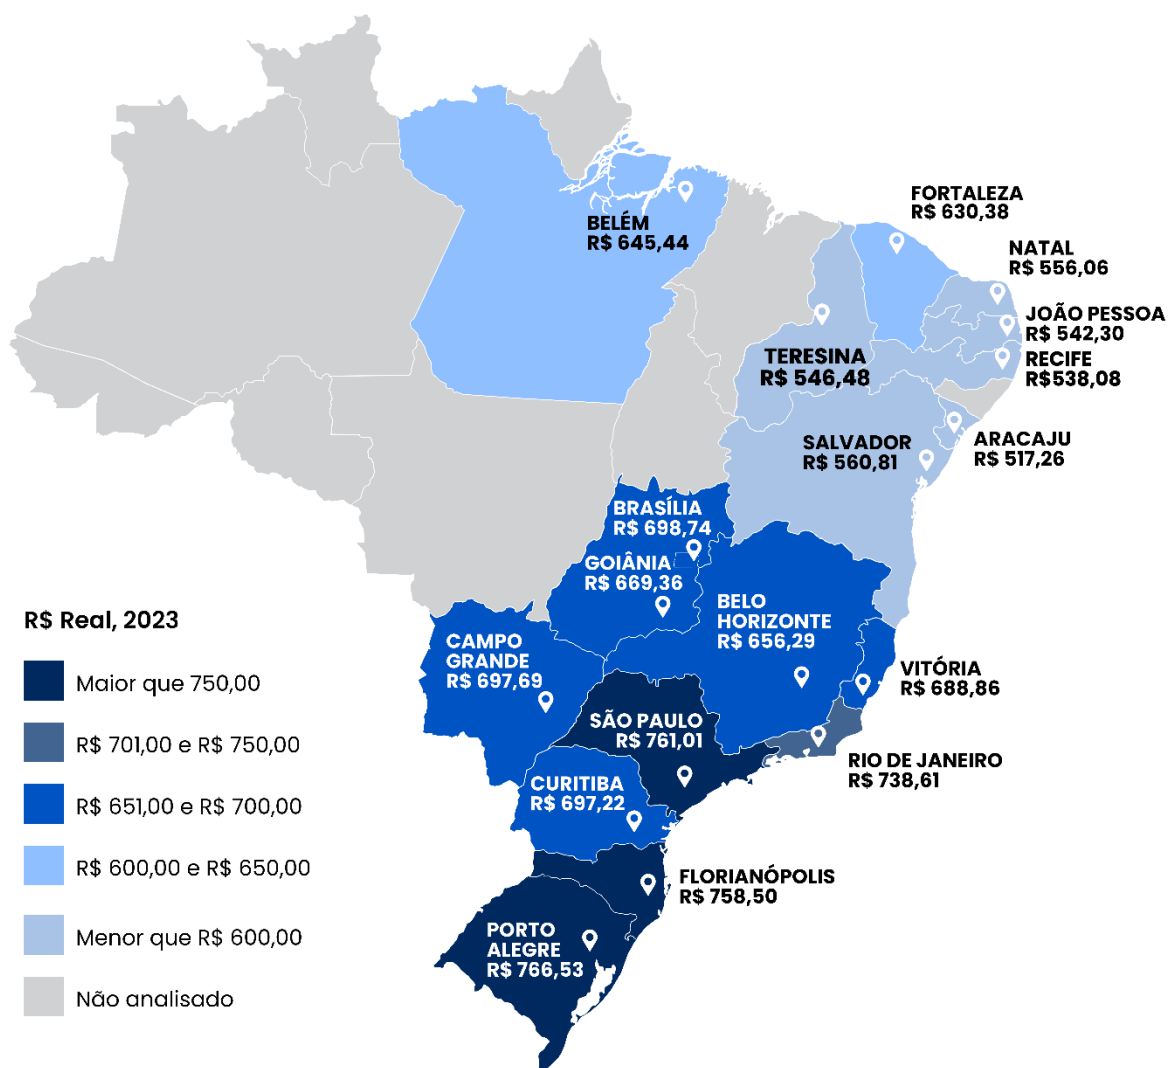 FORTALEZA
R$ 630,38
BELÉM
R$ 645,44
NATAL
R$ 556,06
JOÃO PESSOA
R$ 542,30
TERESINA
R$ 546,48
RECIFE
R$538,08
SALVADOR
R$ 560,81
ARACAJU
R$ 517,26
BRASÍLIA
R$ 698,74
GOIÂNIA
R$ 669,36
BELO
HORIZONTE
R$ 656,29
CAMPO
GRANDE
R$ 697,69
VITÓRIA
R$ 688,86
SÃO PAULO
R$ 761,01
RIO DE JANEIRO
R$ 738,61
CURITIBA
R$ 697,22
FLORIANÓPOLIS
R$ 758,50
PORTO
ALEGRE
R$ 766,53
R$ Real, 2023
Maior que 750,00
R$ 701,00 e R$ 750,00
R$ 651,00 e R$ 700,00
R$ 600,00 e R$ 650,00
Menor que R$ 600,00
Não analisado